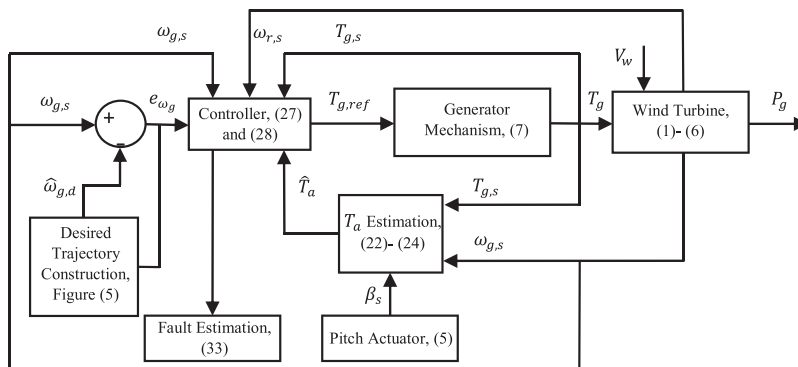 ω_{g,s}
ω_{r,s}
T_{g,s}
V_w
ω_{g,s}
+
-
e_{ω_g}
Controller, (27)
and (28)
T_{g,ref}
Generator
Mechanism, (7)
T_g
Wind Turbine,
(1)- (6)
P_g
ω̂_{g,d}
T̂_a
T_{g,s}
T_a Estimation,
(22)- (24)
ω_{g,s}
Desired
Trajectory
Construction,
Figure (5)
β_s
Fault Estimation,
(33)
Pitch Actuator, (5)